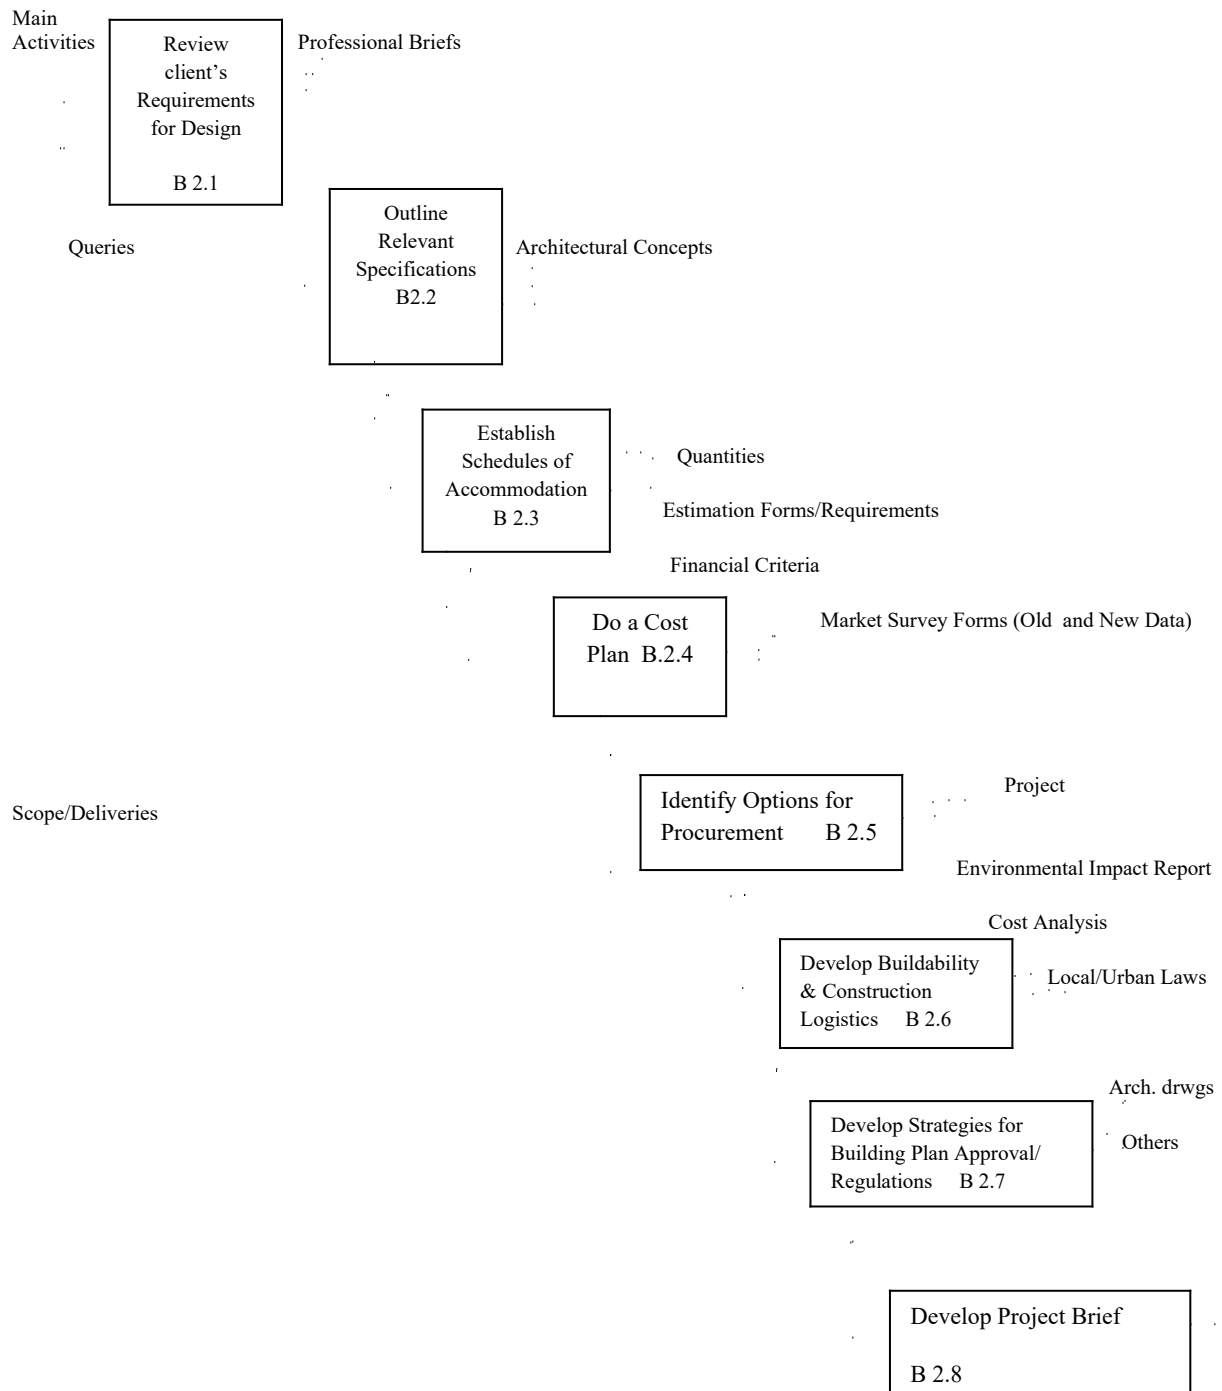 Main
Activities
Review
client’s
Requirements
for Design
B 2.1
Professional Briefs
Queries
Outline
Relevant
Specifications
B2.2
Architectural Concepts
Establish
Schedules of
Accommodation
B 2.3
Quantities
Estimation Forms/Requirements
Financial Criteria
Do a Cost
Plan B.2.4
Market Survey Forms (Old and New Data)
Scope/Deliveries
Identify Options for
Procurement B 2.5
Project
Environmental Impact Report
Cost Analysis
Develop Buildability
& Construction
Logistics B 2.6
Local/Urban Laws
Arch. drwgs
Develop Strategies for
Building Plan Approval/
Regulations B 2.7
Others
Develop Project Brief
B 2.8